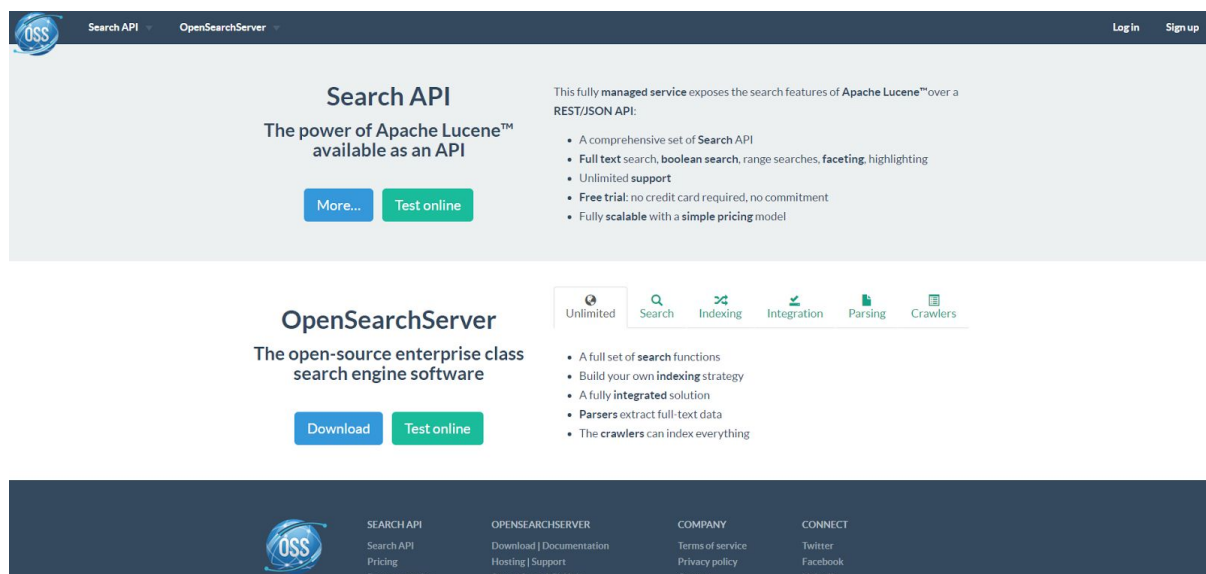 OSS Search API OpenSearchServer Log in Sign up
Search API
The power of Apache Lucene™
available as an API
More... Test online
This fully managed service exposes the search features of Apache Lucene™over a
REST/JSON API:
• A comprehensive set of Search API
• Full text search, boolean search, range searches, faceting, highlighting
• Unlimited support
• Free trial: no credit card required, no commitment
• Fully scalable with a simple pricing model
OpenSearchServer
The open-source enterprise class
search engine software
Download Test online
Unlimited Search Indexing Integration Parsing Crawlers
• A full set of search functions
• Build your own indexing strategy
• A fully integrated solution
• Parsers extract full-text data
• The crawlers can index everything
OSS
SEARCH API OPENSEARCHSERVER COMPANY CONNECT
Search API Download | Documentation Terms of service Twitter
Pricing Hosting | Support Privacy policy Facebook